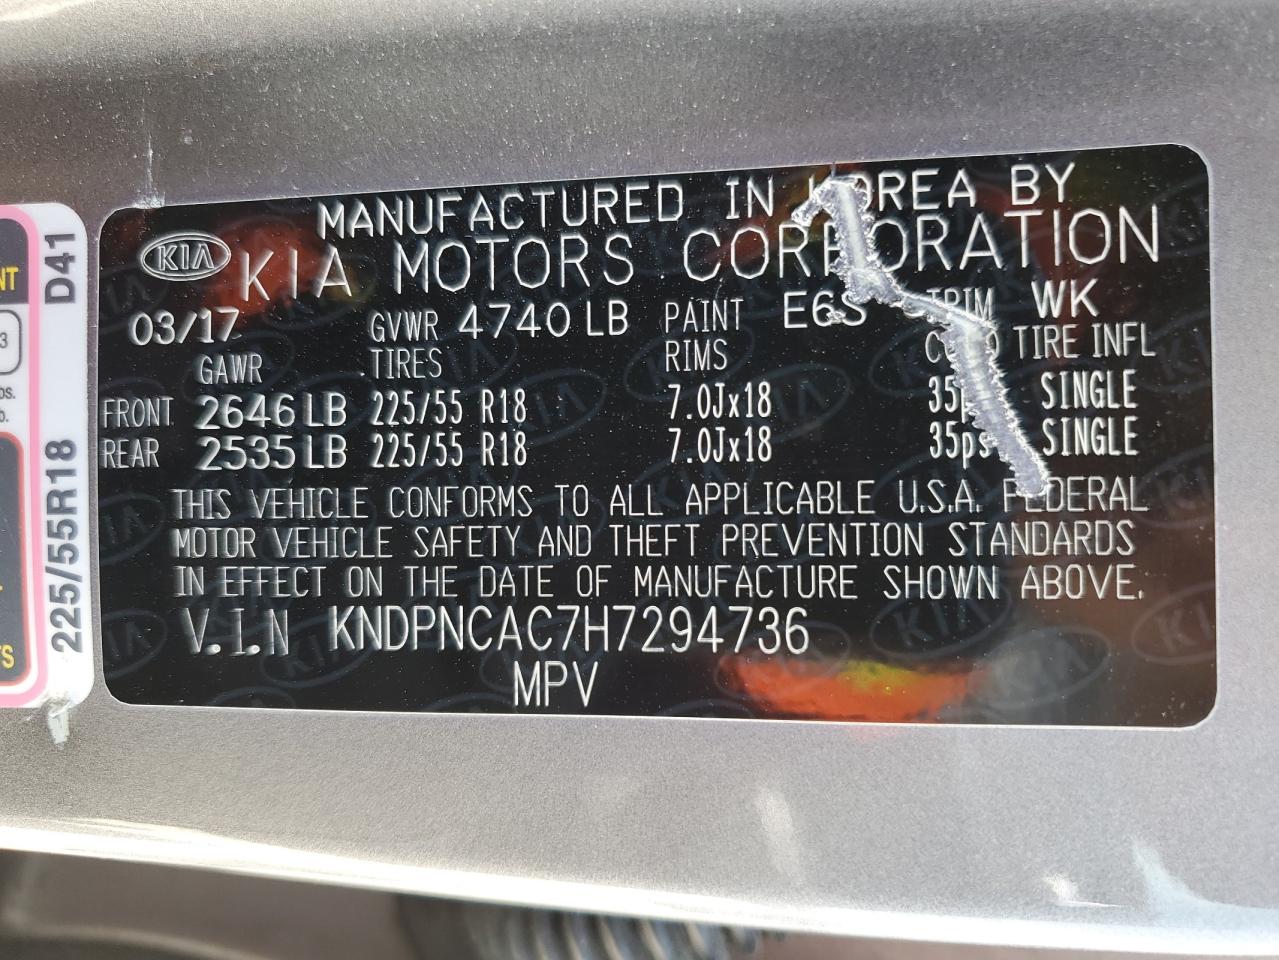 MANUFACTURED IN KOREA BY
KIA KIA MOTORS CORPORATION
03/17 GVWR 4740 LB PAINT E6S TRIM WK
GAWR TIRES RIMS COLD TIRE INFL
FRONT 2646 LB 225/55 R18 7.0Jx18 35psi SINGLE
REAR 2535 LB 225/55 R18 7.0Jx18 35psi SINGLE
THIS VEHICLE CONFORMS TO ALL APPLICABLE U.S.A. FEDERAL
MOTOR VEHICLE SAFETY AND THEFT PREVENTION STANDARDS
IN EFFECT ON THE DATE OF MANUFACTURE SHOWN ABOVE.
V.I.N KNDPNCAC7H7294736
MPV
225/55R18 D41